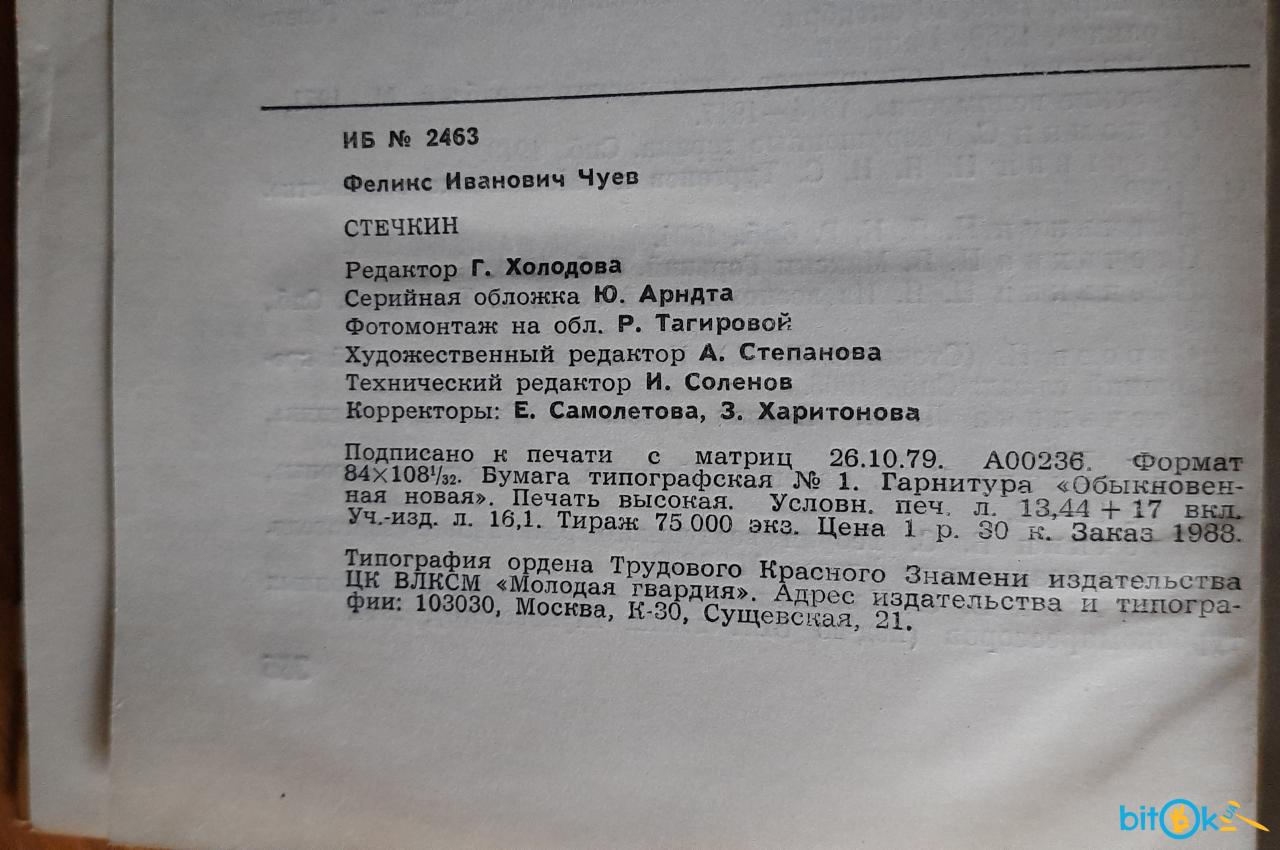 ИБ № 2463
Феликс Иванович Чуев
СТЕЧКИН
Редактор Г. Холодова
Серийная обложка Ю. Арндта
Фотомонтаж на обл. Р. Тагировой
Художественный редактор А. Степанова
Технический редактор И. Соленов
Корректоры: Е. Самолетова, З. Харитонова
Подписано к печати с матриц 26.10.79. А00236. Формат
84×108¹/₃₂. Бумага типографская № 1. Гарнитура «Обыкновен-
ная новая». Печать высокая. Условн. печ. л. 13,44 + 17 вкл.
Уч.-изд. л. 16,1. Тираж 75 000 экз. Цена 1 р. 30 к. Заказ 1983.
Типография ордена Трудового Красного Знамени издательства
ЦК ВЛКСМ «Молодая гвардия». Адрес издательства и типогра-
фии: 103030, Москва, К-30, Сущевская, 21.
bitOk